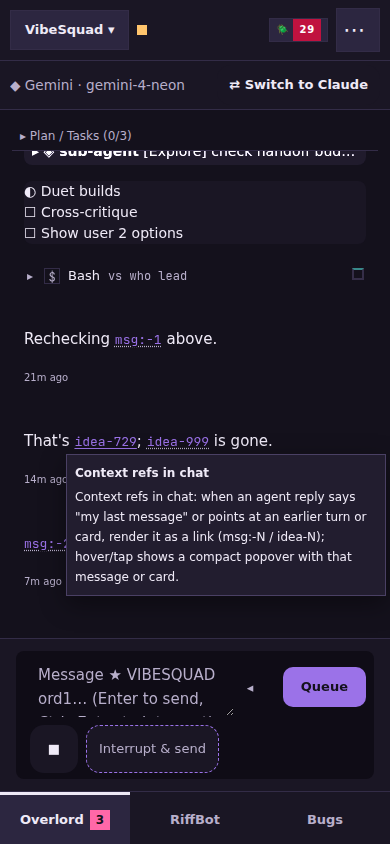 VibeSquad ▾
29
...
◆ Gemini · gemini-4-neon
⇄ Switch to Claude
▸ Plan / Tasks (0/3)
▸ ◈ sub-agent [Explore] check handoff bud...
◐ Duet builds
☐ Cross-critique
☐ Show user 2 options
▸ $ Bash vs who lead
Rechecking msg:-1 above.
21m ago
That's idea-729; idea-999 is gone.
14m ago
Context refs in chat
Context refs in chat: when an agent reply says
"my last message" or points at an earlier turn or
card, render it as a link (msg:-N / idea-N);
hover/tap shows a compact popover with that
message or card.
7m ago
Message ★ VIBESQUAD
ord1... (Enter to send,
◂
Queue
■
Interrupt & send
Overlord 3
RiffBot
Bugs